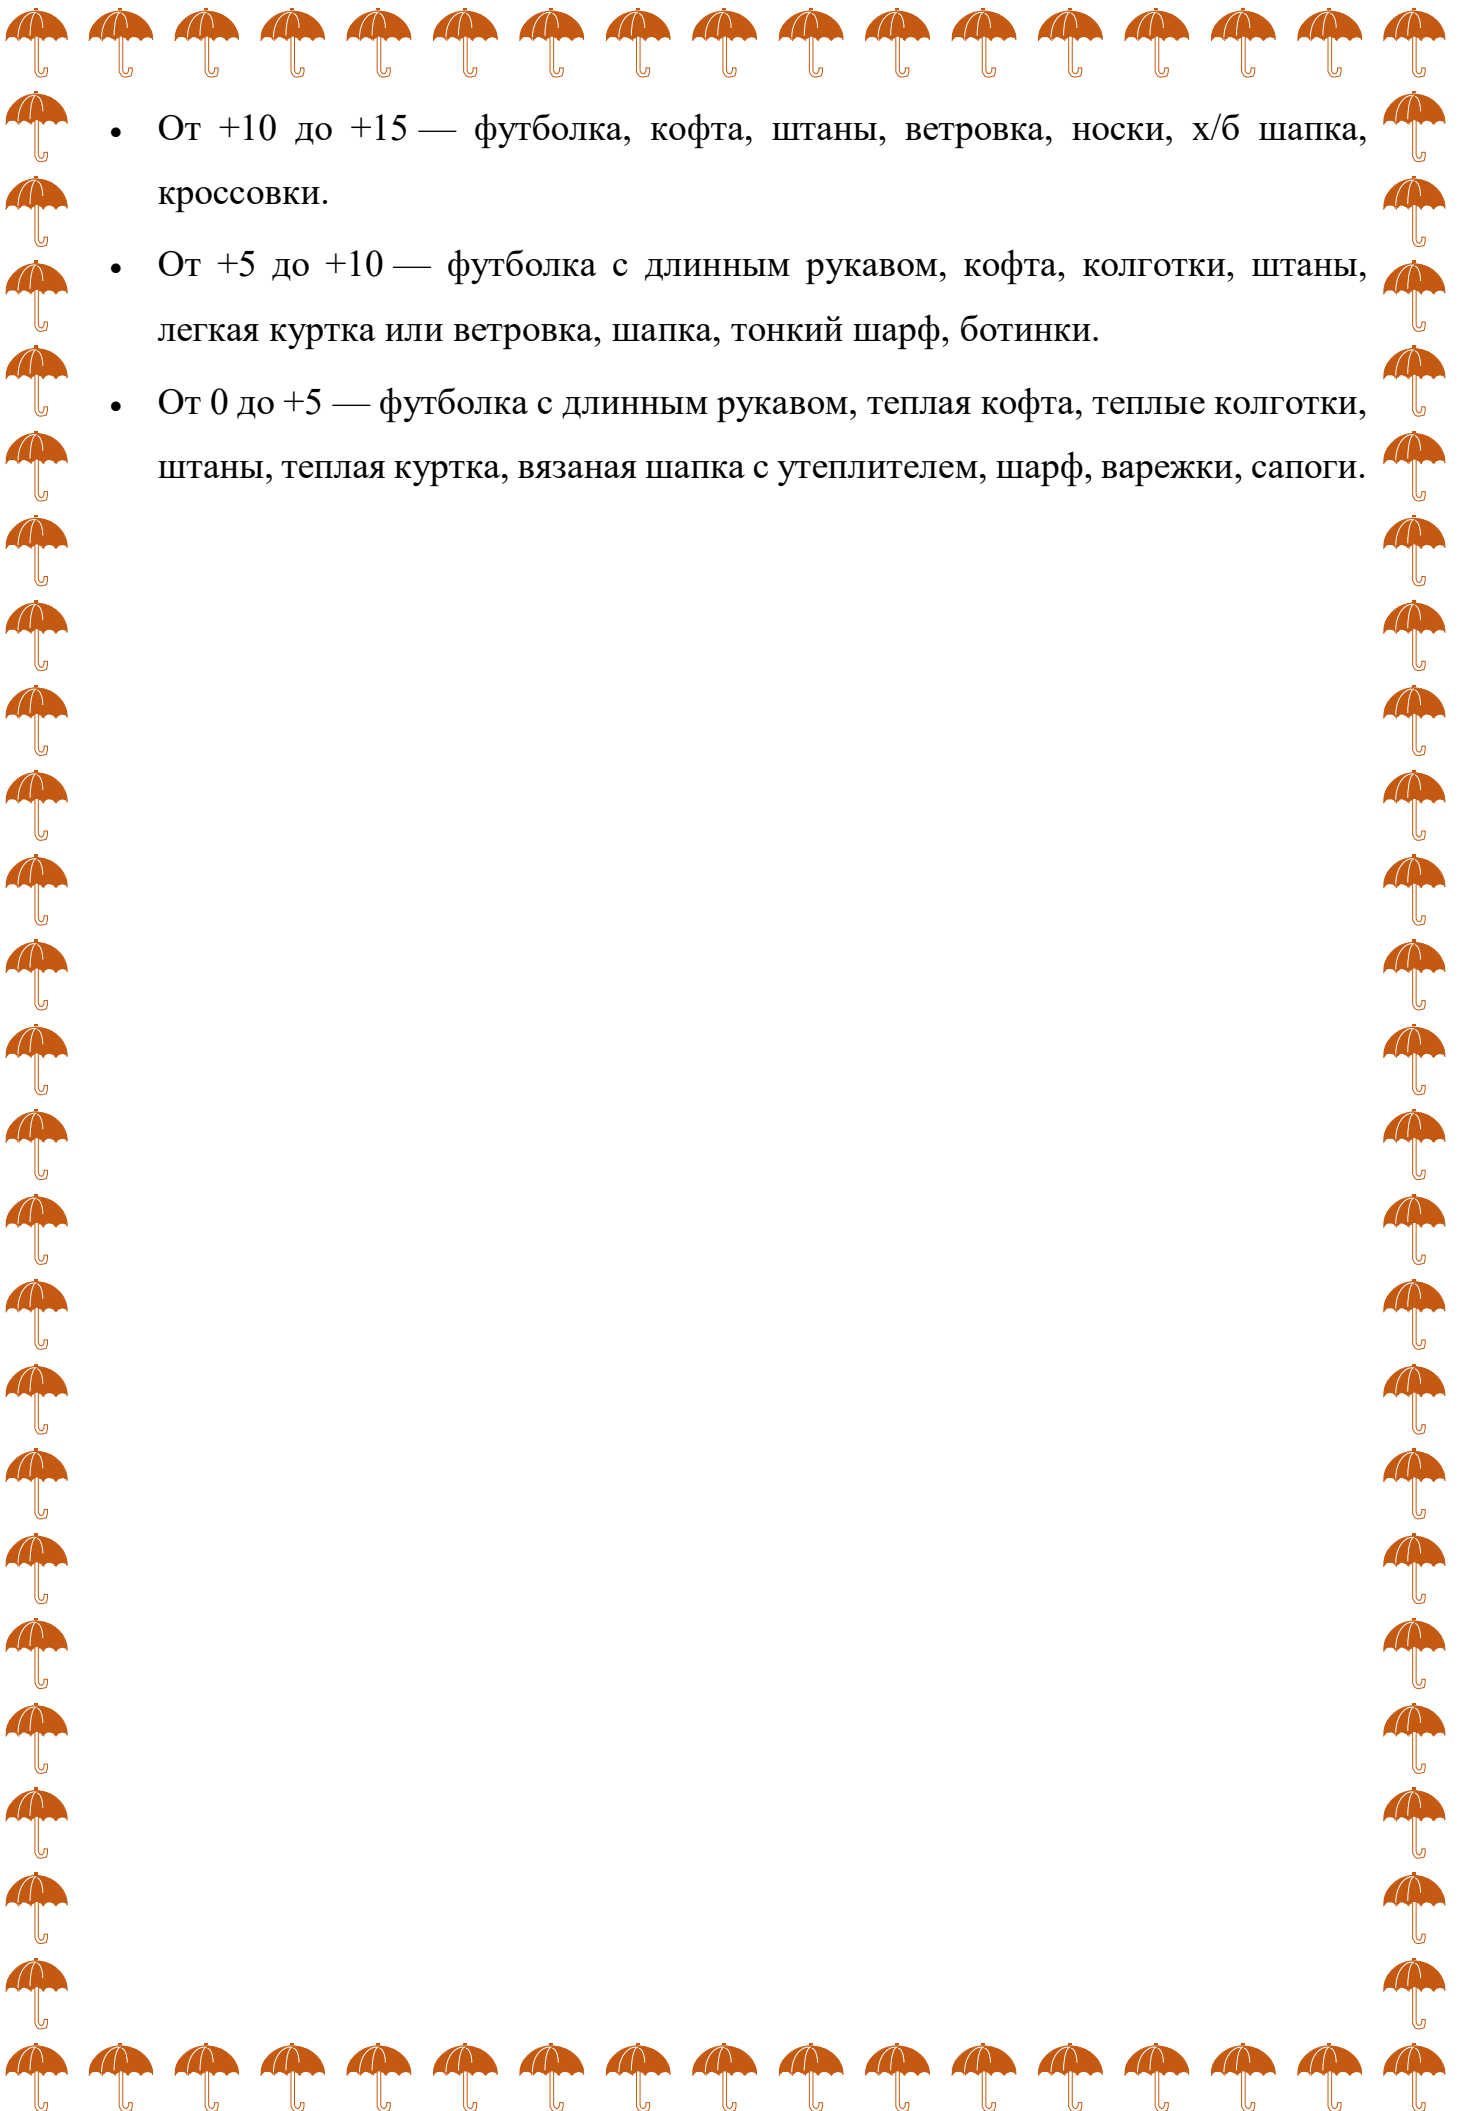 • От +10 до +15 — футболка, кофта, штаны, ветровка, носки, х/б шапка,
кроссовки.
• От +5 до +10 — футболка с длинным рукавом, кофта, колготки, штаны,
легкая куртка или ветровка, шапка, тонкий шарф, ботинки.
• От 0 до +5 — футболка с длинным рукавом, теплая кофта, теплые колготки,
штаны, теплая куртка, вязаная шапка с утеплителем, шарф, варежки, сапоги.